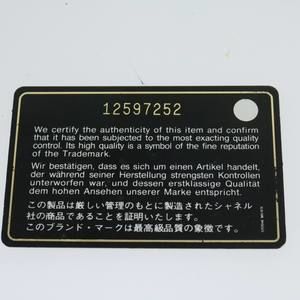 12597252
We certify the authenticity of this item and confirm
that it has been subjected to the most exacting quality
control. Its high quality is a symbol of the fine reputation
of the Trademark.
Wir bestätigen, dass es sich um einen Artikel handelt,
der während seiner Herstellung strengsten Kontrollen
unterworfen war, und dessen erstklassige Qualität
dem hohen Ansehen unserer Marke entspricht.
この製品は厳しい管理のもとに製造されたシャネル
社の商品であることを証明いたします。
このブランド・マークは最高級品質の象徴です。